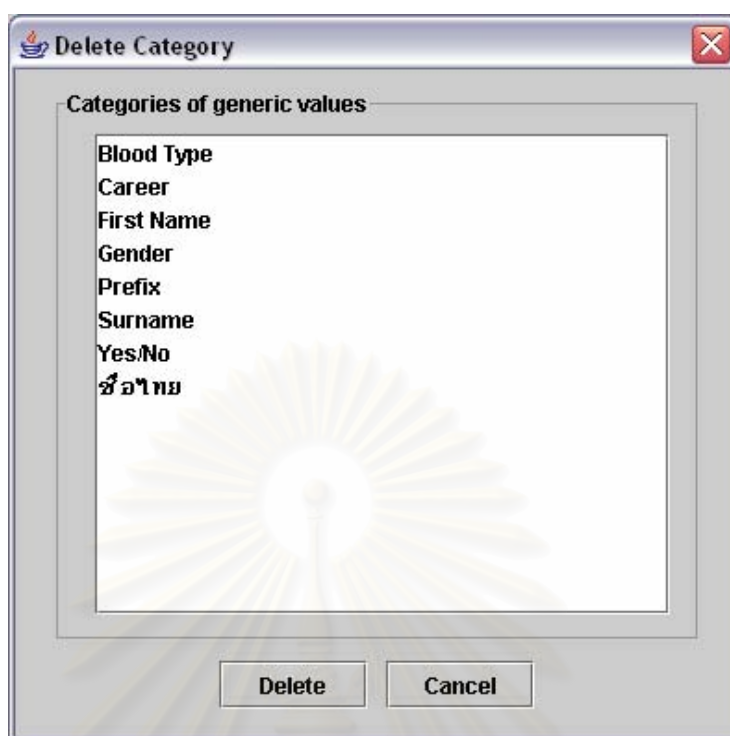 Delete Category
Categories of generic values
Blood Type
Career
First Name
Gender
Prefix
Surname
Yes/No
ชื่อไทย
Delete
Cancel